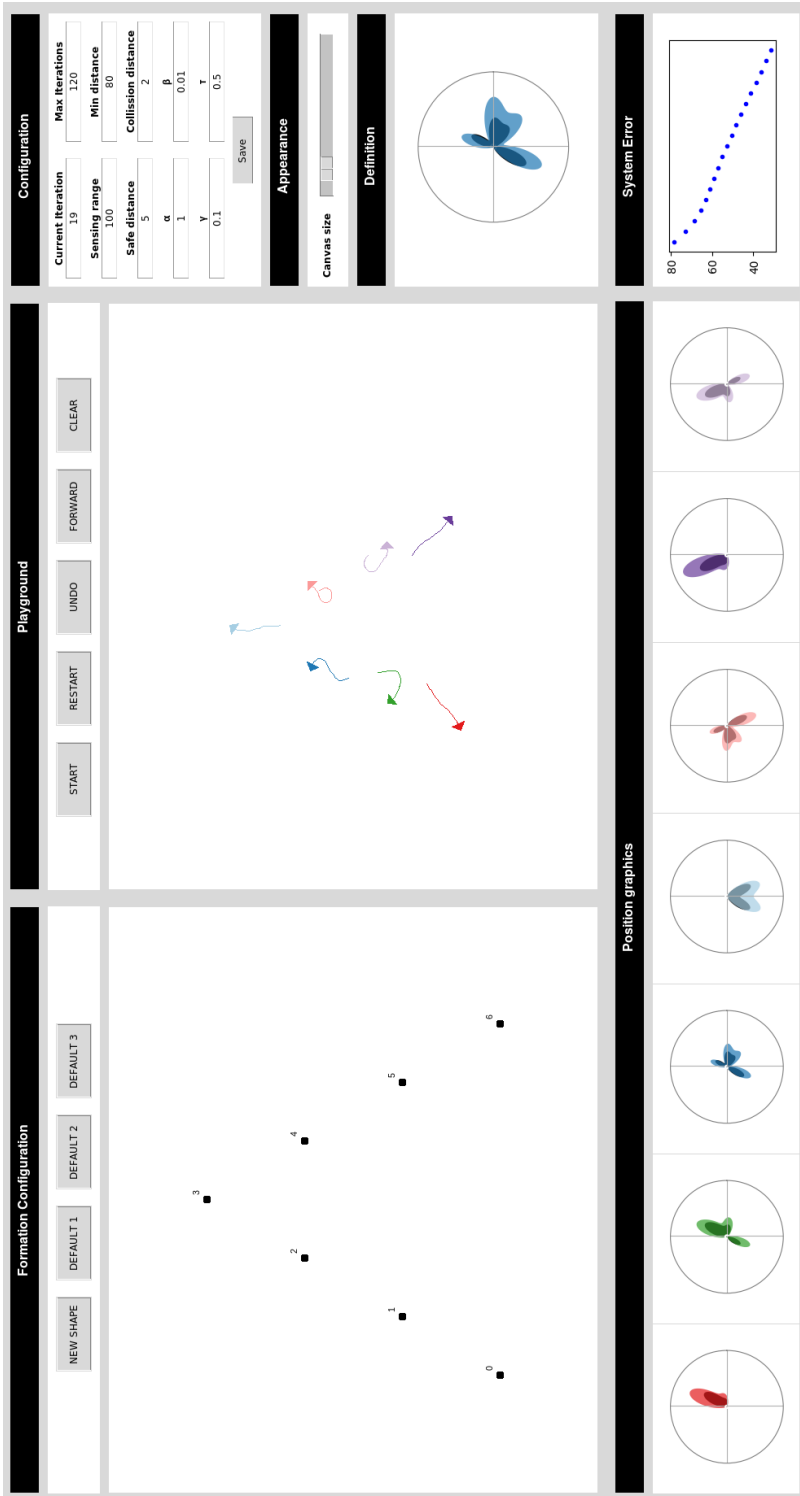 Formation Configuration
NEW SHAPE
DEFAULT 1
DEFAULT 2
DEFAULT 3
0
1
2
3
4
5
6
Playground
START
RESTART
UNDO
FORWARD
CLEAR
Configuration
Current Iteration Max Iterations
19 120
Sensing range Min distance
100 80
Safe distance Collission distance
5 2
α β
1 0.01
γ τ
0.1 0.5
Save
Appearance
Canvas size
Definition
Position graphics
System Error
80
60
40